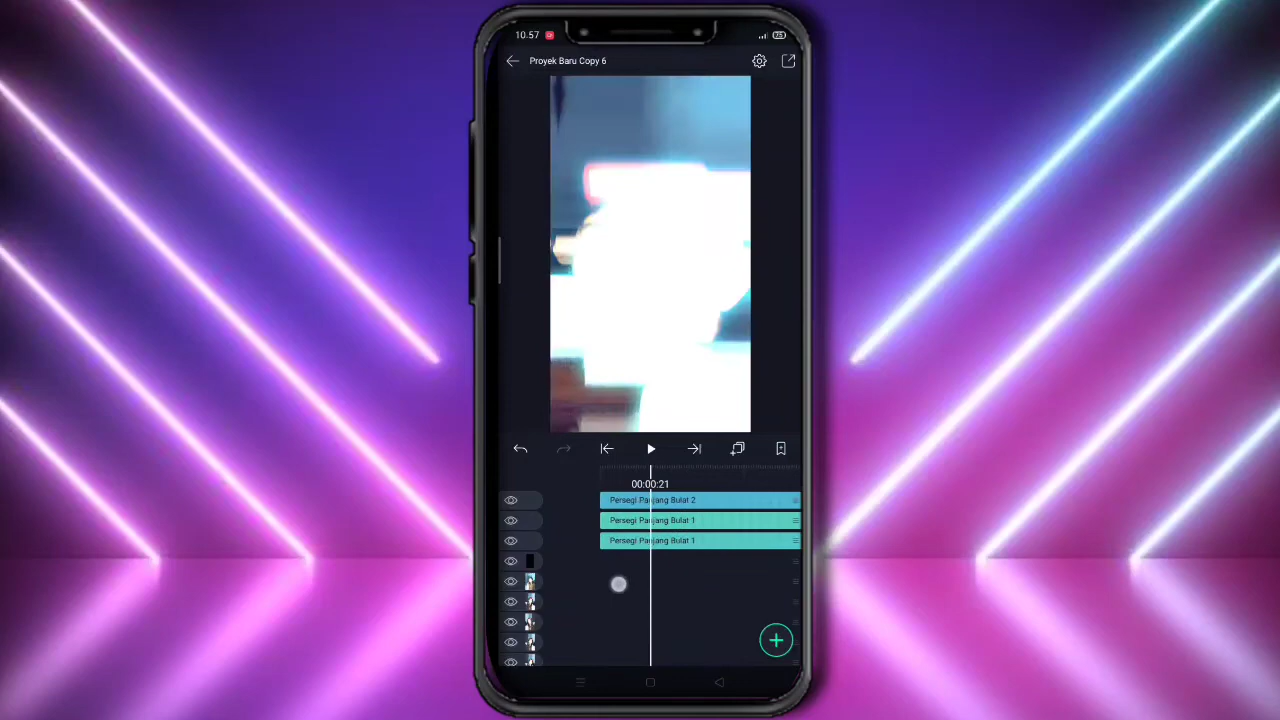 10.57
75
Proyek Baru Copy 6
00:00:21
Persegi Panjang Bulat 2
Persegi Panjang Bulat 1
Persegi Panjang Bulat 1